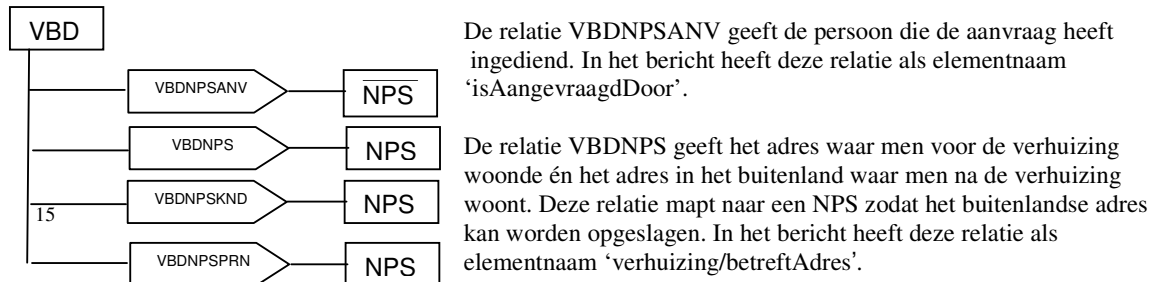 VBD
VBDNPSANV
NPS
VBDNPS
NPS
VBDNPSKND
NPS
15
VBDNPSPRN
NPS
De relatie VBDNPSANV geeft de persoon die de aanvraag heeft
ingediend. In het bericht heeft deze relatie als elementnaam
‘isAangevraagdDoor’.
De relatie VBDNPS geeft het adres waar men voor de verhuizing
woonde én het adres in het buitenland waar men na de verhuizing
woont. Deze relatie mapt naar een NPS zodat het buitenlandse adres
kan worden opgeslagen. In het bericht heeft deze relatie als
elementnaam ‘verhuizing/betreftAdres’.